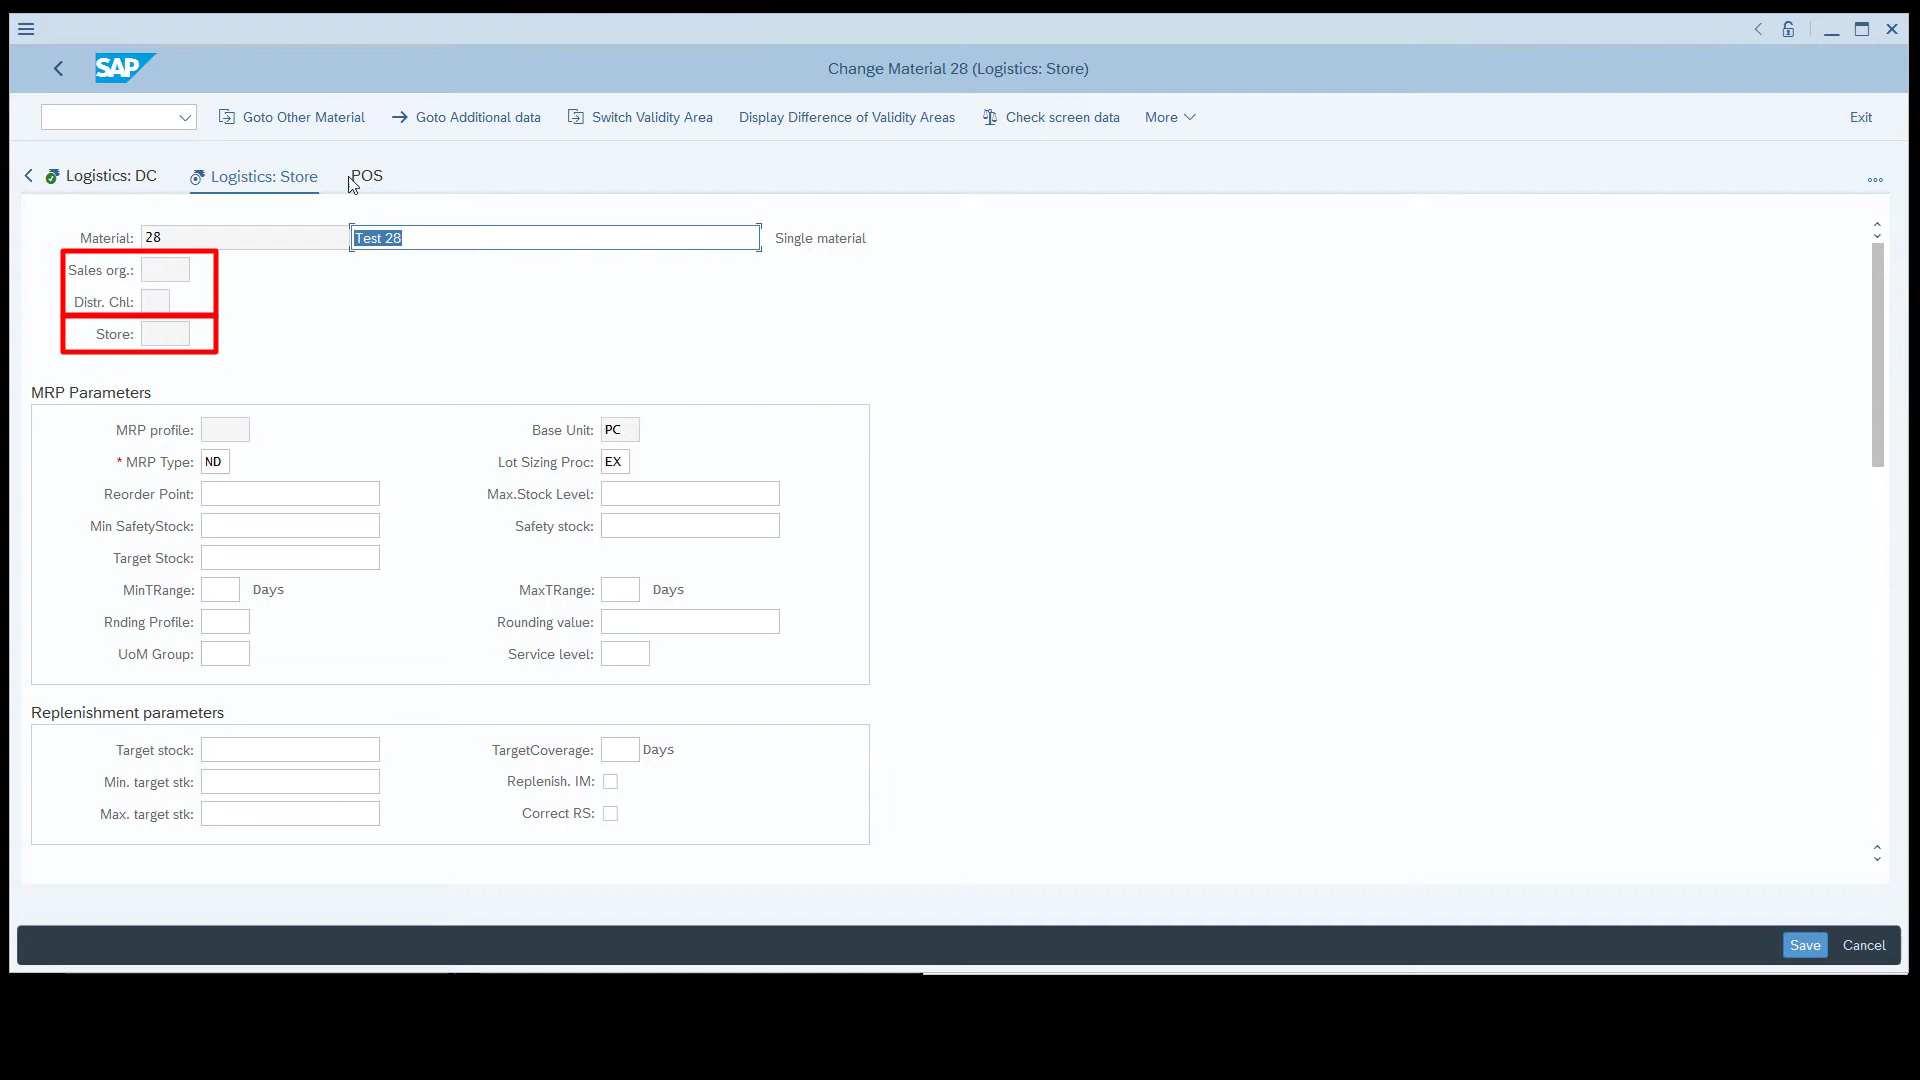 SAP
Change Material 28 (Logistics: Store)
Goto Other Material
Goto Additional data
Switch Validity Area
Display Difference of Validity Areas
Check screen data
More
Exit
Logistics: DC
Logistics: Store
POS
Material: 28
Test 28
Single material
Sales org.:
Distr. Chl:
Store:
MRP Parameters
MRP profile:
Base Unit: PC
* MRP Type: ND
Lot Sizing Proc: EX
Reorder Point:
Max.Stock Level:
Min SafetyStock:
Safety stock:
Target Stock:
MinTRange: Days
MaxTRange: Days
Rnding Profile:
Rounding value:
UoM Group:
Service level:
Replenishment parameters
Target stock:
TargetCoverage: Days
Min. target stk:
Replenish. IM:
Max. target stk:
Correct RS:
Save
Cancel